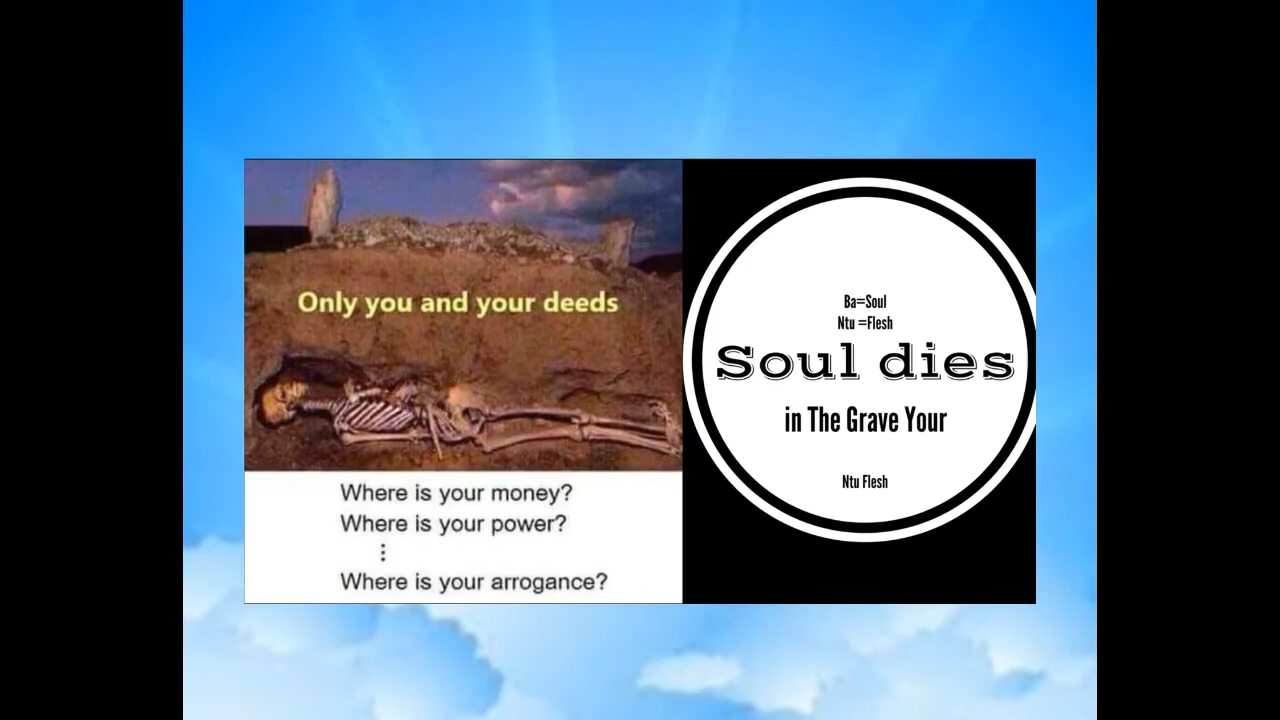 Only you and your deeds
Where is your money?
Where is your power?
⋮
Where is your arrogance?
Ba=Soul
Ntu =Flesh
Soul dies
in The Grave Your
Ntu Flesh